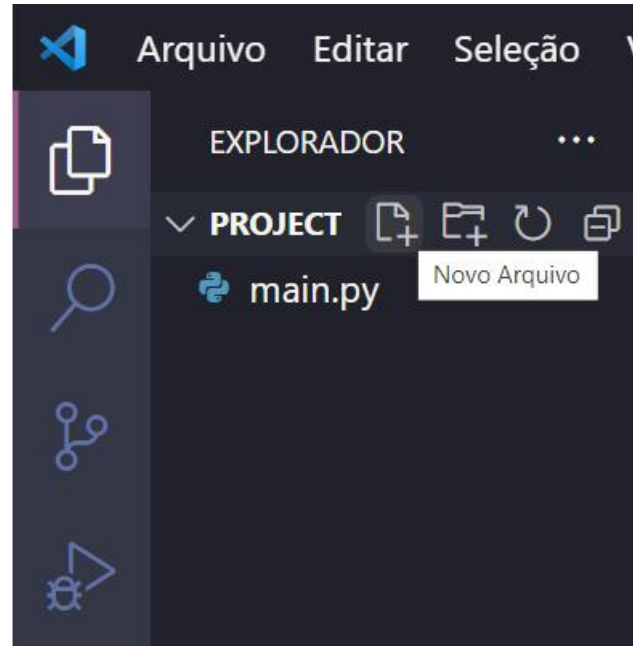 Arquivo Editar Seleção
EXPLORADOR ...
PROJECT
Novo Arquivo
main.py